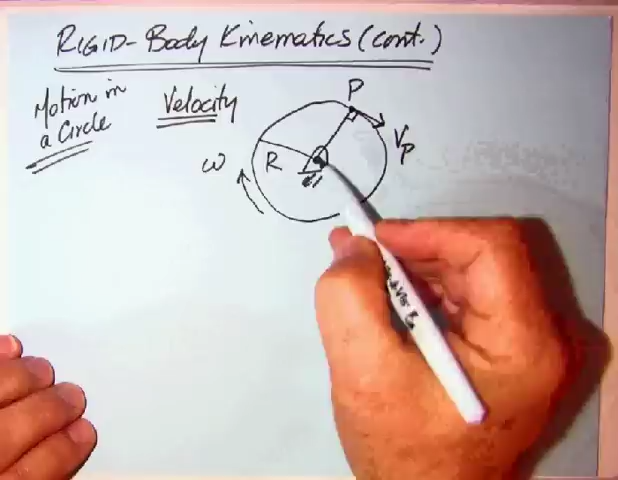 RIGID-Body Kinematics (cont.)
Motion in
a Circle
Velocity
P
Vp
ω
R